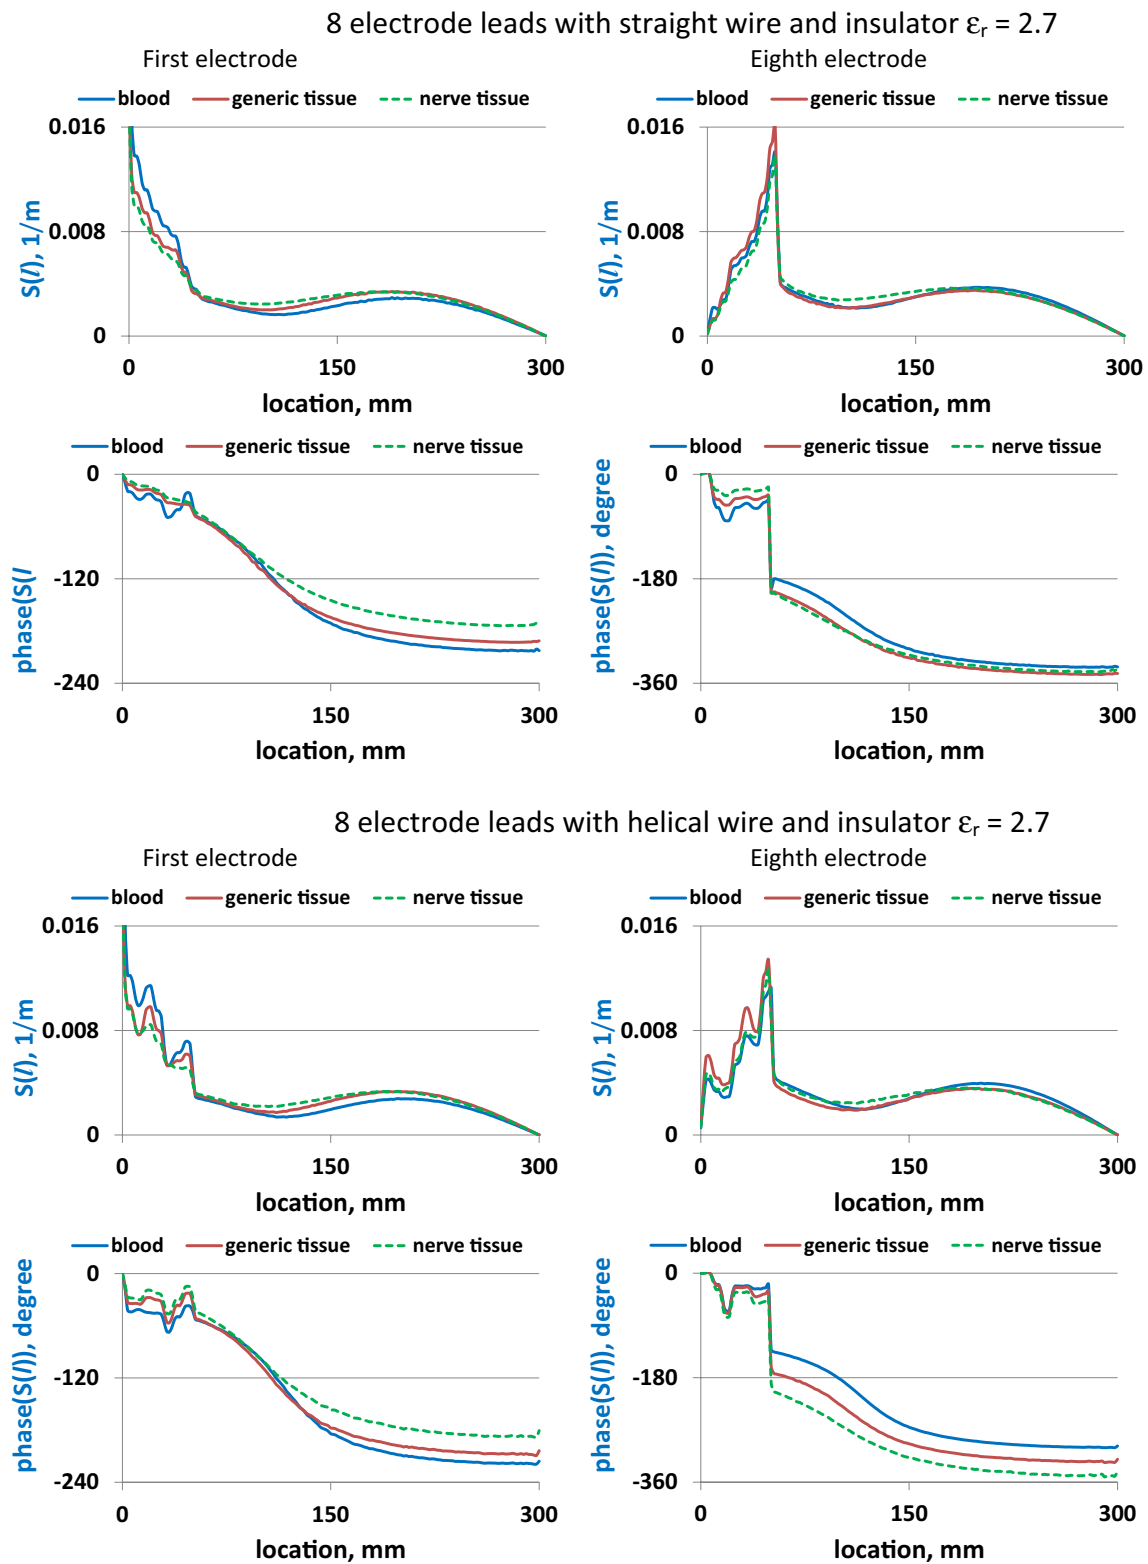 8 electrode leads with straight wire and insulator εr = 2.7
First electrode
Eighth electrode
blood generic tissue nerve tissue
blood generic tissue nerve tissue
S(l), 1/m
0.016
0.008
0
0 150 300
location, mm
S(l), 1/m
0.016
0.008
0
0 150 300
location, mm
blood generic tissue nerve tissue
blood generic tissue nerve tissue
phase(S(l
0
-120
-240
0 150 300
location, mm
phase(S(l)), degree
0
-180
-360
0 150 300
location, mm
8 electrode leads with helical wire and insulator εr = 2.7
First electrode
Eighth electrode
blood generic tissue nerve tissue
blood generic tissue nerve tissue
S(l), 1/m
0.016
0.008
0
0 150 300
location, mm
S(l), 1/m
0.016
0.008
0
0 150 300
location, mm
blood generic tissue nerve tissue
blood generic tissue nerve tissue
phase(S(l)), degree
0
-120
-240
0 150 300
location, mm
phase(S(l)), degree
0
-180
-360
0 150 300
location, mm